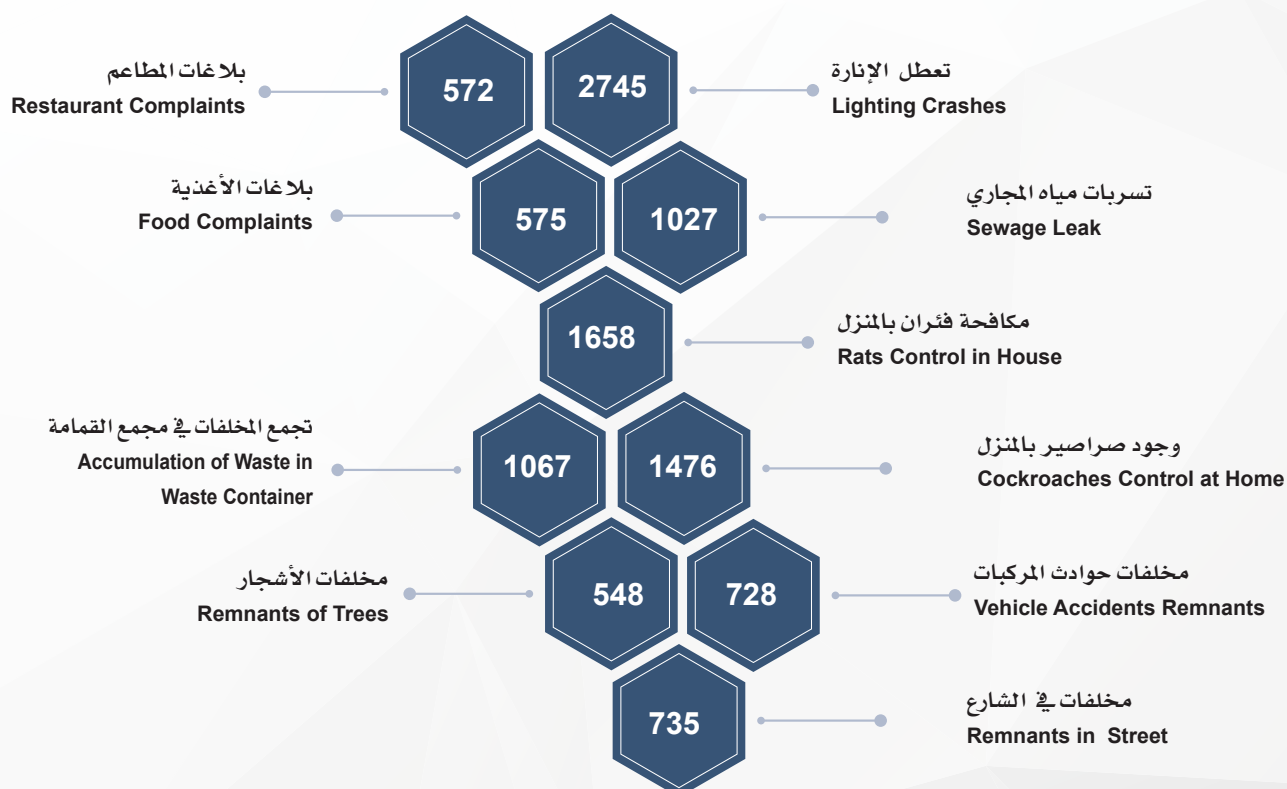 بلاغات المطاعم
Restaurant Complaints
572
2745
تعطل الإنارة
Lighting Crashes
بلاغات الأغذية
Food Complaints
575
1027
تسربات مياه المجاري
Sewage Leak
1658
مكافحة فئران بالمنزل
Rats Control in House
تجمع المخلفات في مجمع القمامة
Accumulation of Waste in
Waste Container
1067
1476
وجود صراصير بالمنزل
Cockroaches Control at Home
مخلفات الأشجار
Remnants of Trees
548
728
مخلفات حوادث المركبات
Vehicle Accidents Remnants
735
مخلفات في الشارع
Remnants in Street